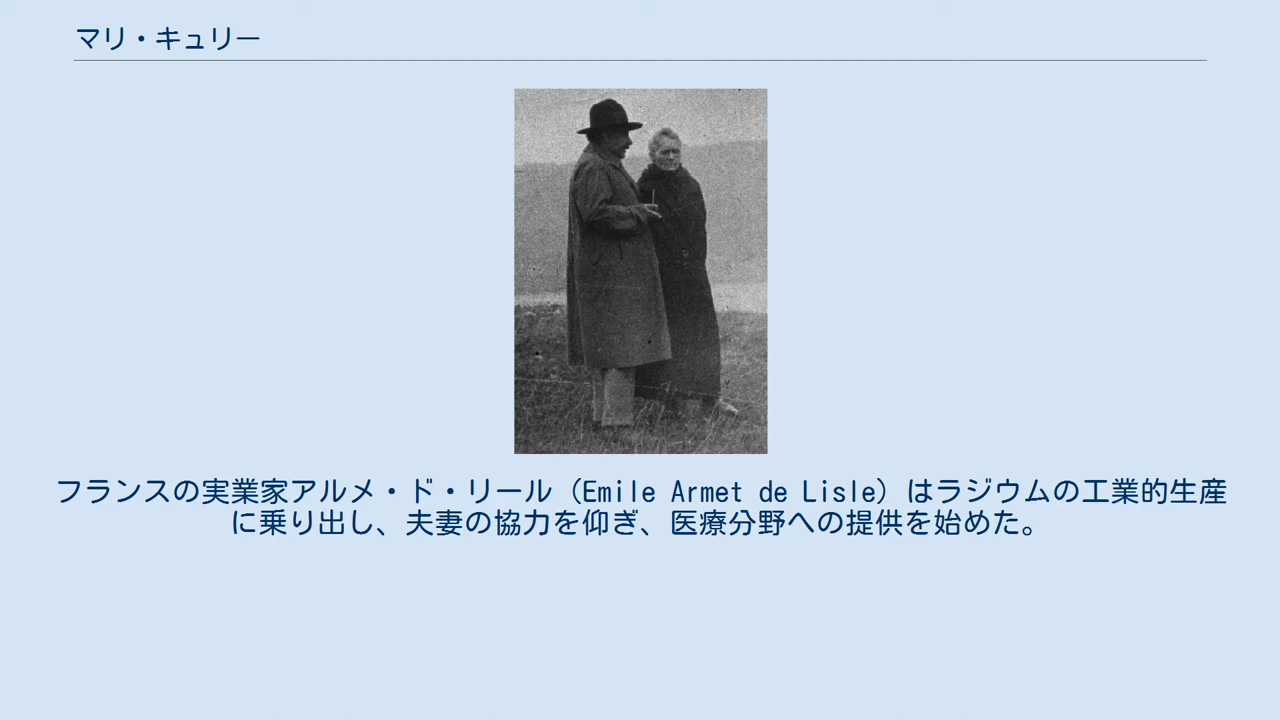 マリ・キュリー
フランスの実業家アルメ・ド・リール（Emile Armet de Lisle）はラジウムの工業的生産
に乗り出し、夫妻の協力を仰ぎ、医療分野への提供を始めた。